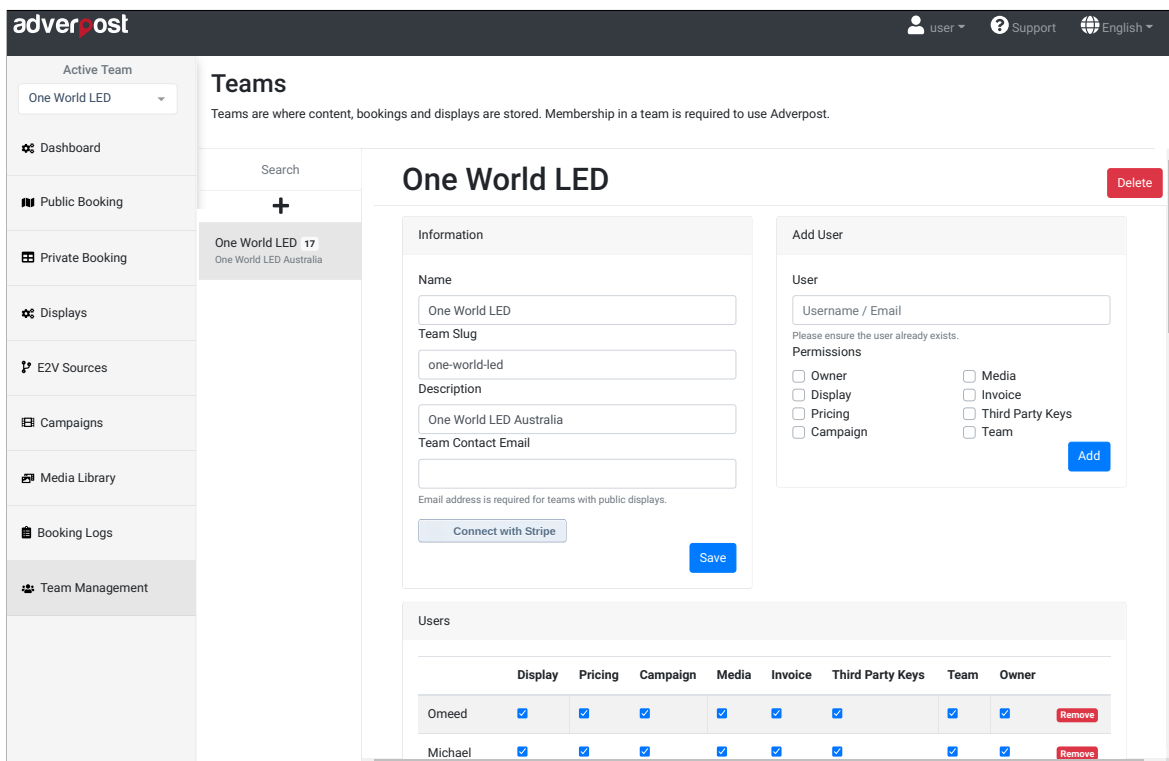 adverpost
user
Support
English
Active Team
One World LED
Dashboard
Public Booking
Private Booking
Displays
E2V Sources
Campaigns
Media Library
Booking Logs
Team Management
Teams
Teams are where content, bookings and displays are stored. Membership in a team is required to use Adverpost.
Search
One World LED 17
One World LED Australia
One World LED
Delete
Information
Name
One World LED
Team Slug
one-world-led
Description
One World LED Australia
Team Contact Email
Email address is required for teams with public displays.
Connect with Stripe
Save
Add User
User
Username / Email
Please ensure the user already exists.
Permissions
Owner Media
Display Invoice
Pricing Third Party Keys
Campaign Team
Add
Users
Display Pricing Campaign Media Invoice Third Party Keys Team Owner
Omeed Remove
Michael Remove